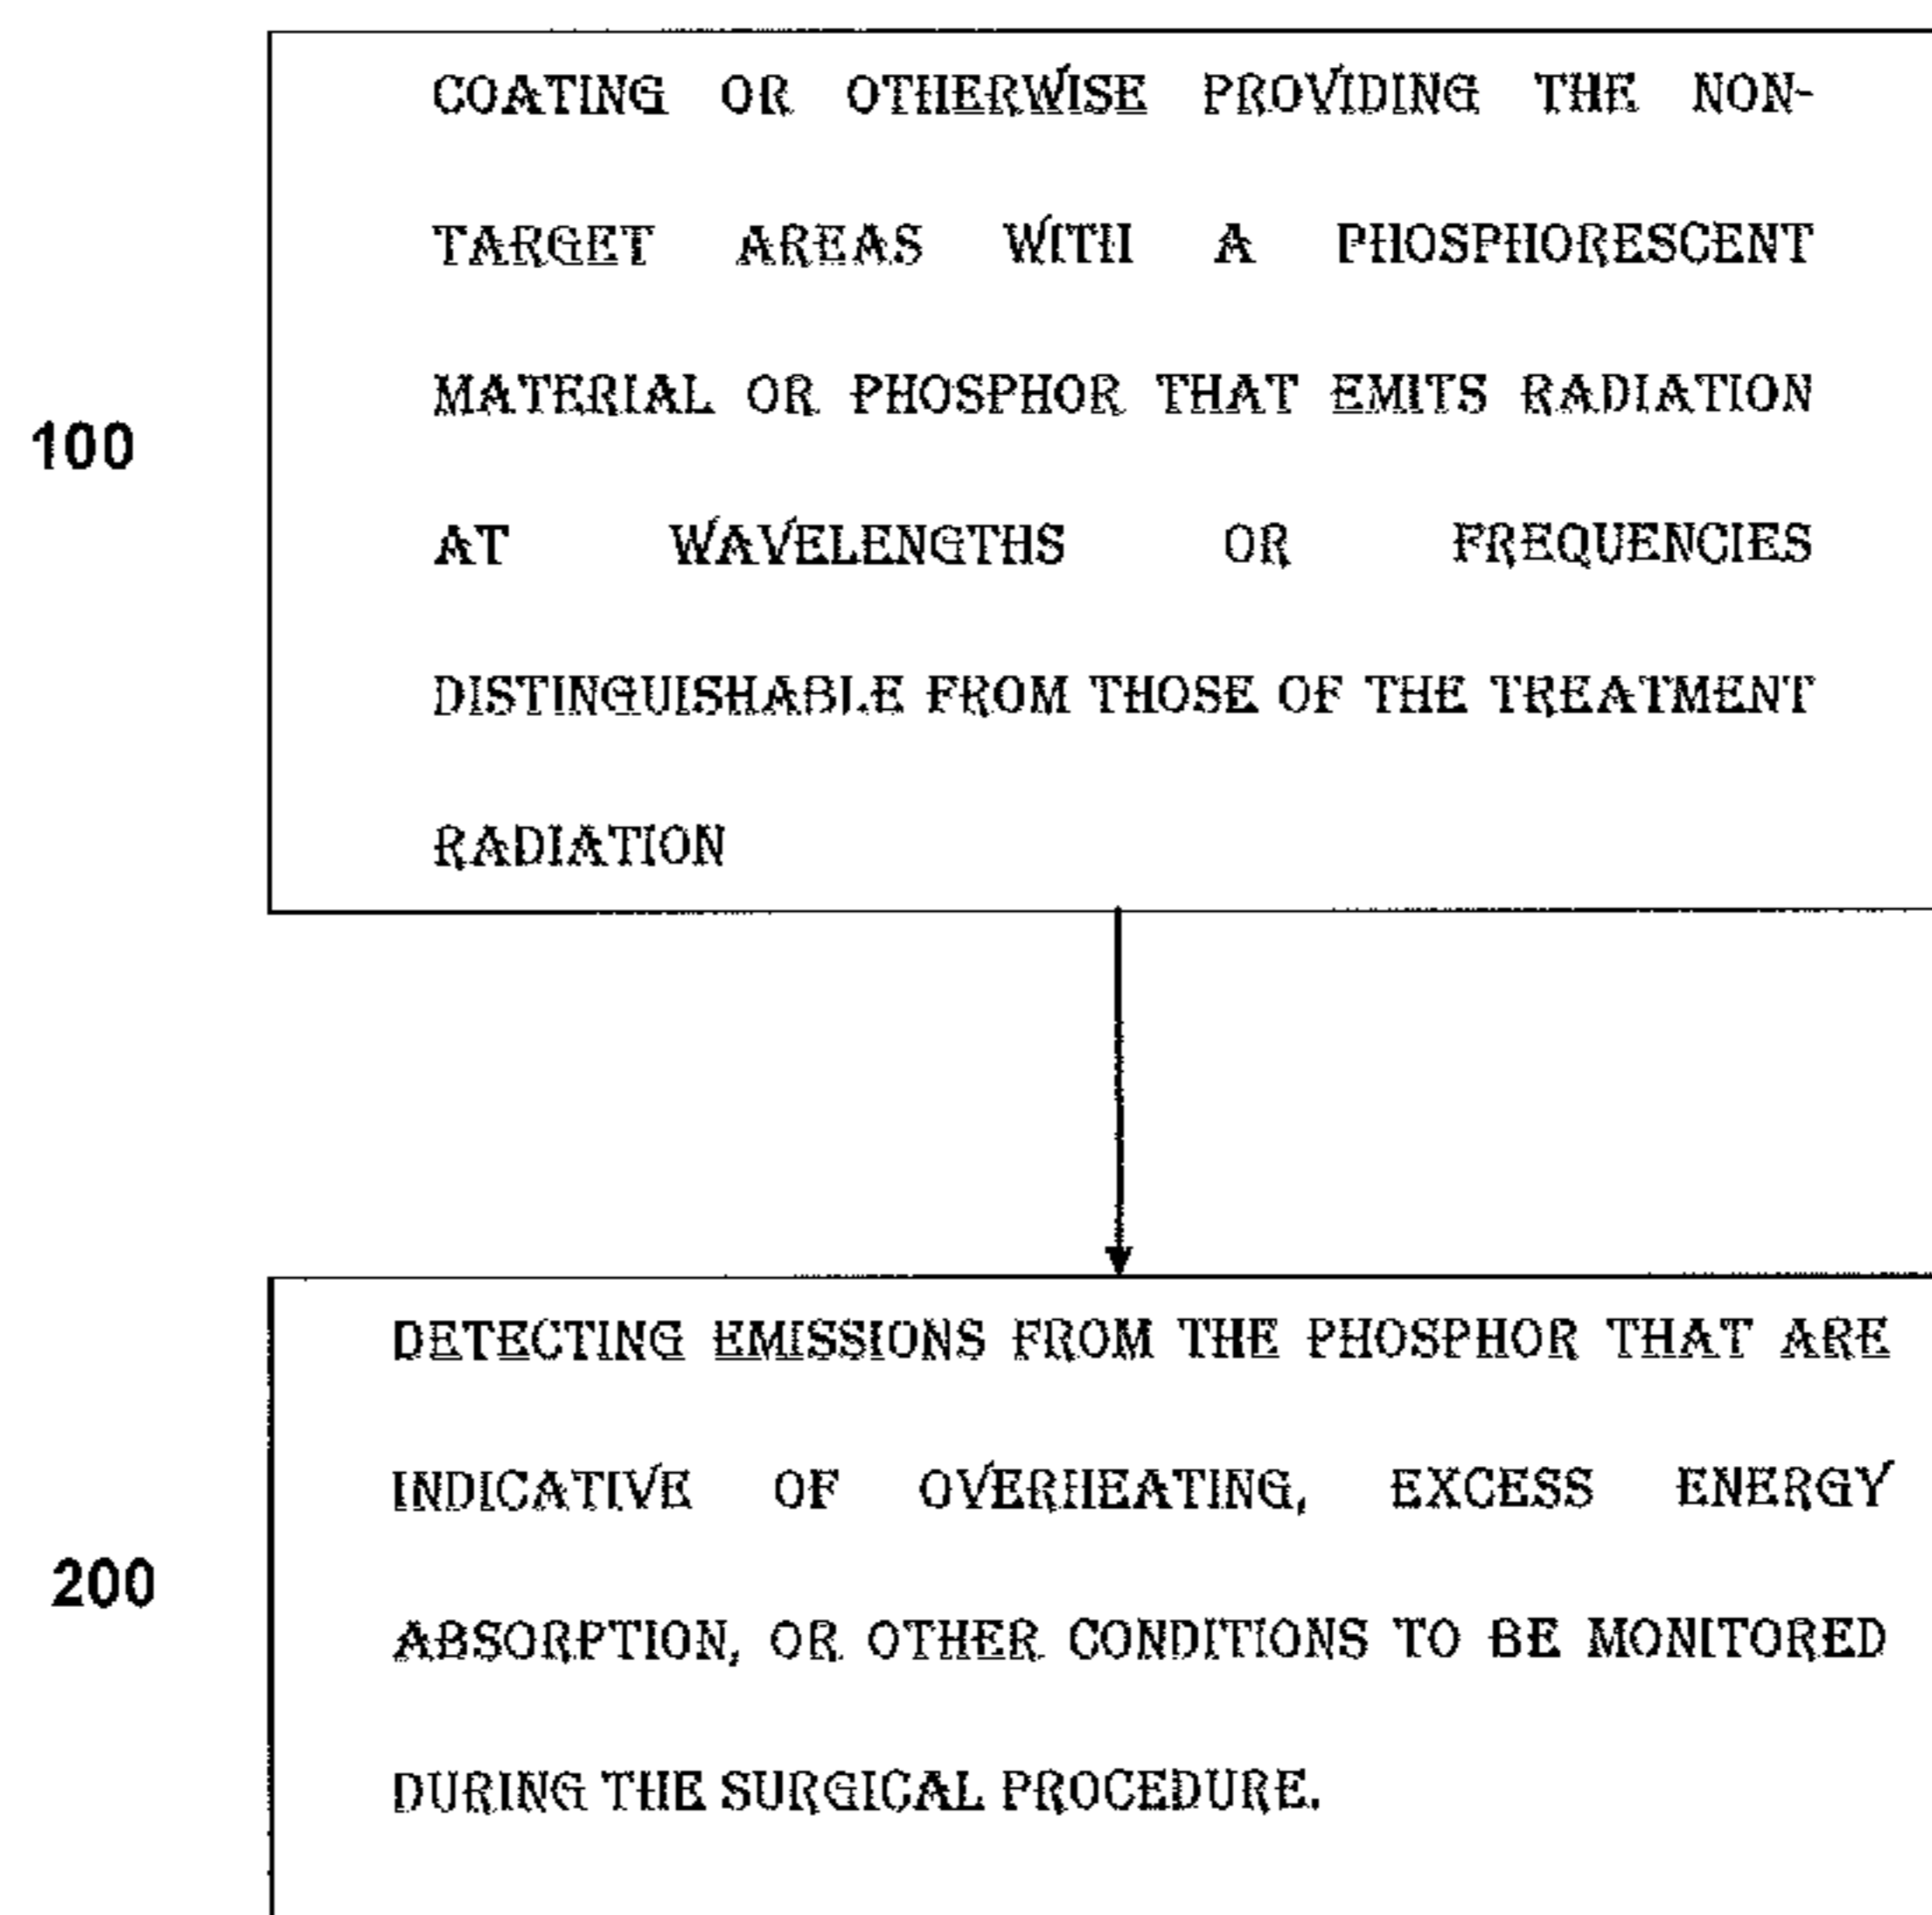 COATING OR OTHERWISE PROVIDING THE NON-
TARGET AREAS WITH A PHOSPHORESCENT
MATERIAL OR PHOSPHOR THAT EMITS RADIATION
100
AT WAVELENGTHS OR FREQUENCIES
DISTINGUISHABLE FROM THOSE OF THE TREATMENT
RADIATION
DETECTING EMISSIONS FROM THE PHOSPHOR THAT ARE
INDICATIVE OF OVERHEATING, EXCESS ENERGY
200
ABSORPTION, OR OTHER CONDITIONS TO BE MONITORED
DURING THE SURGICAL PROCEDURE.